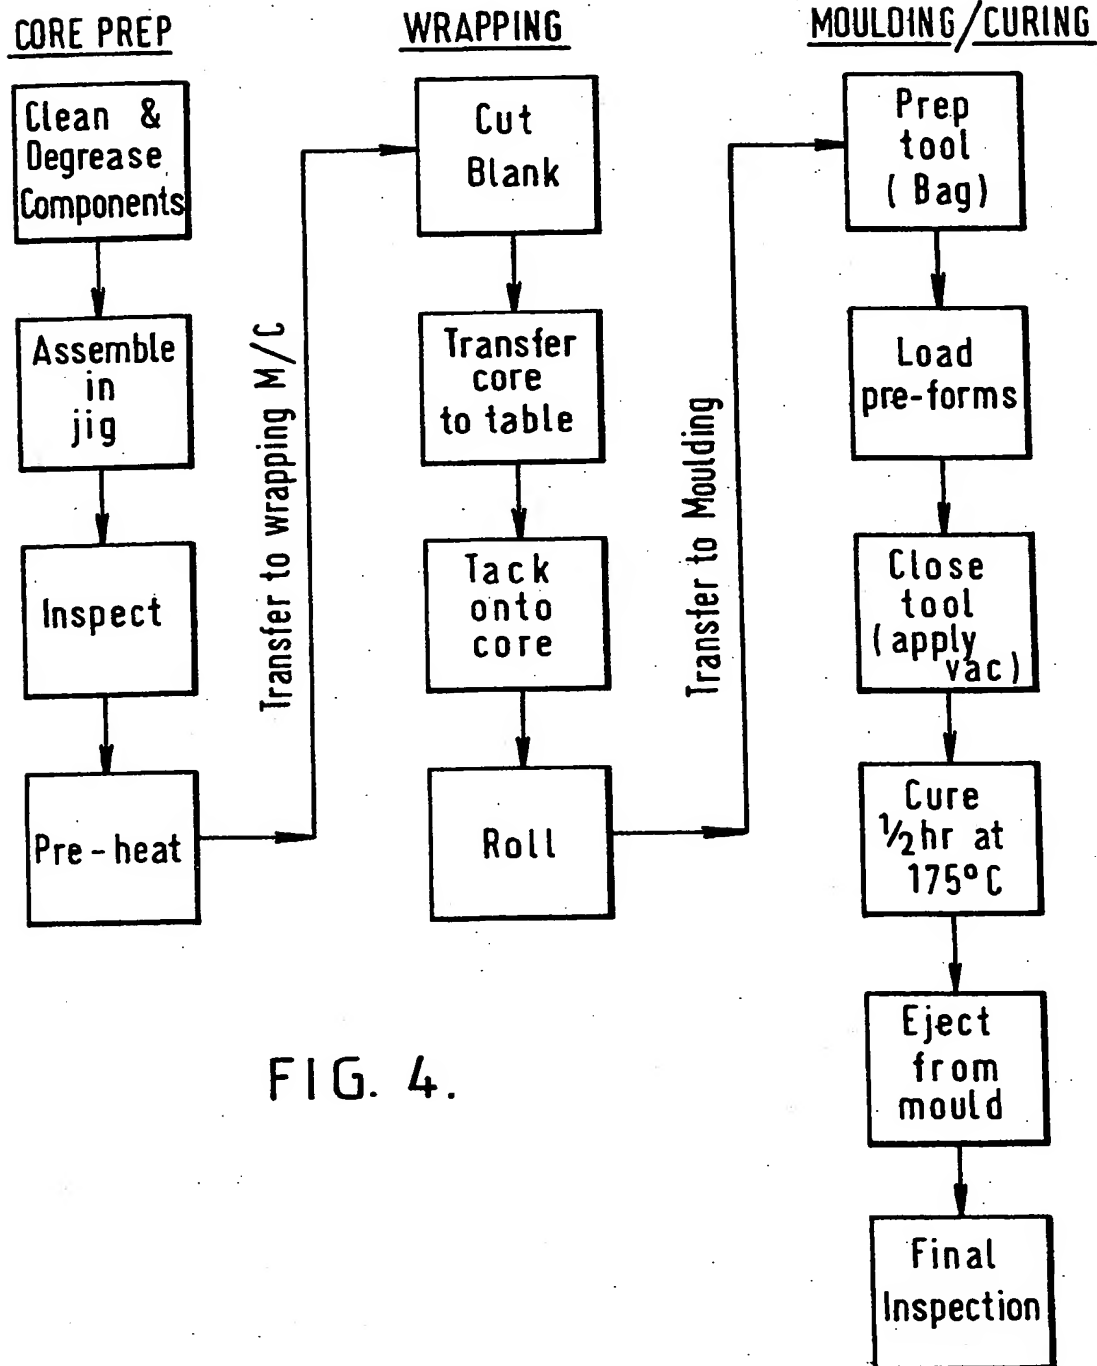 CORE PREP
Clean &
Degrease
Components
Assemble
in
jig
Inspect
Pre-heat
Transfer to wrapping M/C
WRAPPING
Cut
Blank
Transfer
core
to table
Tack
onto
core
Roll
Transfer to Moulding
MOULDING/CURING
Prep
tool
(Bag)
Load
pre-forms
Close
tool
(apply
vac)
Cure
½hr at
175°C
Eject
from
mould
Final
Inspection
FIG. 4.